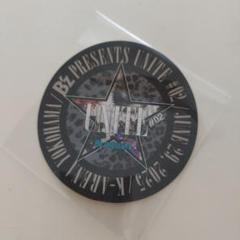 B'z PRESENTS UNITE #02
JUNE 29, 2025
K-ARENA YOKOHAMA /
UNITE
#02